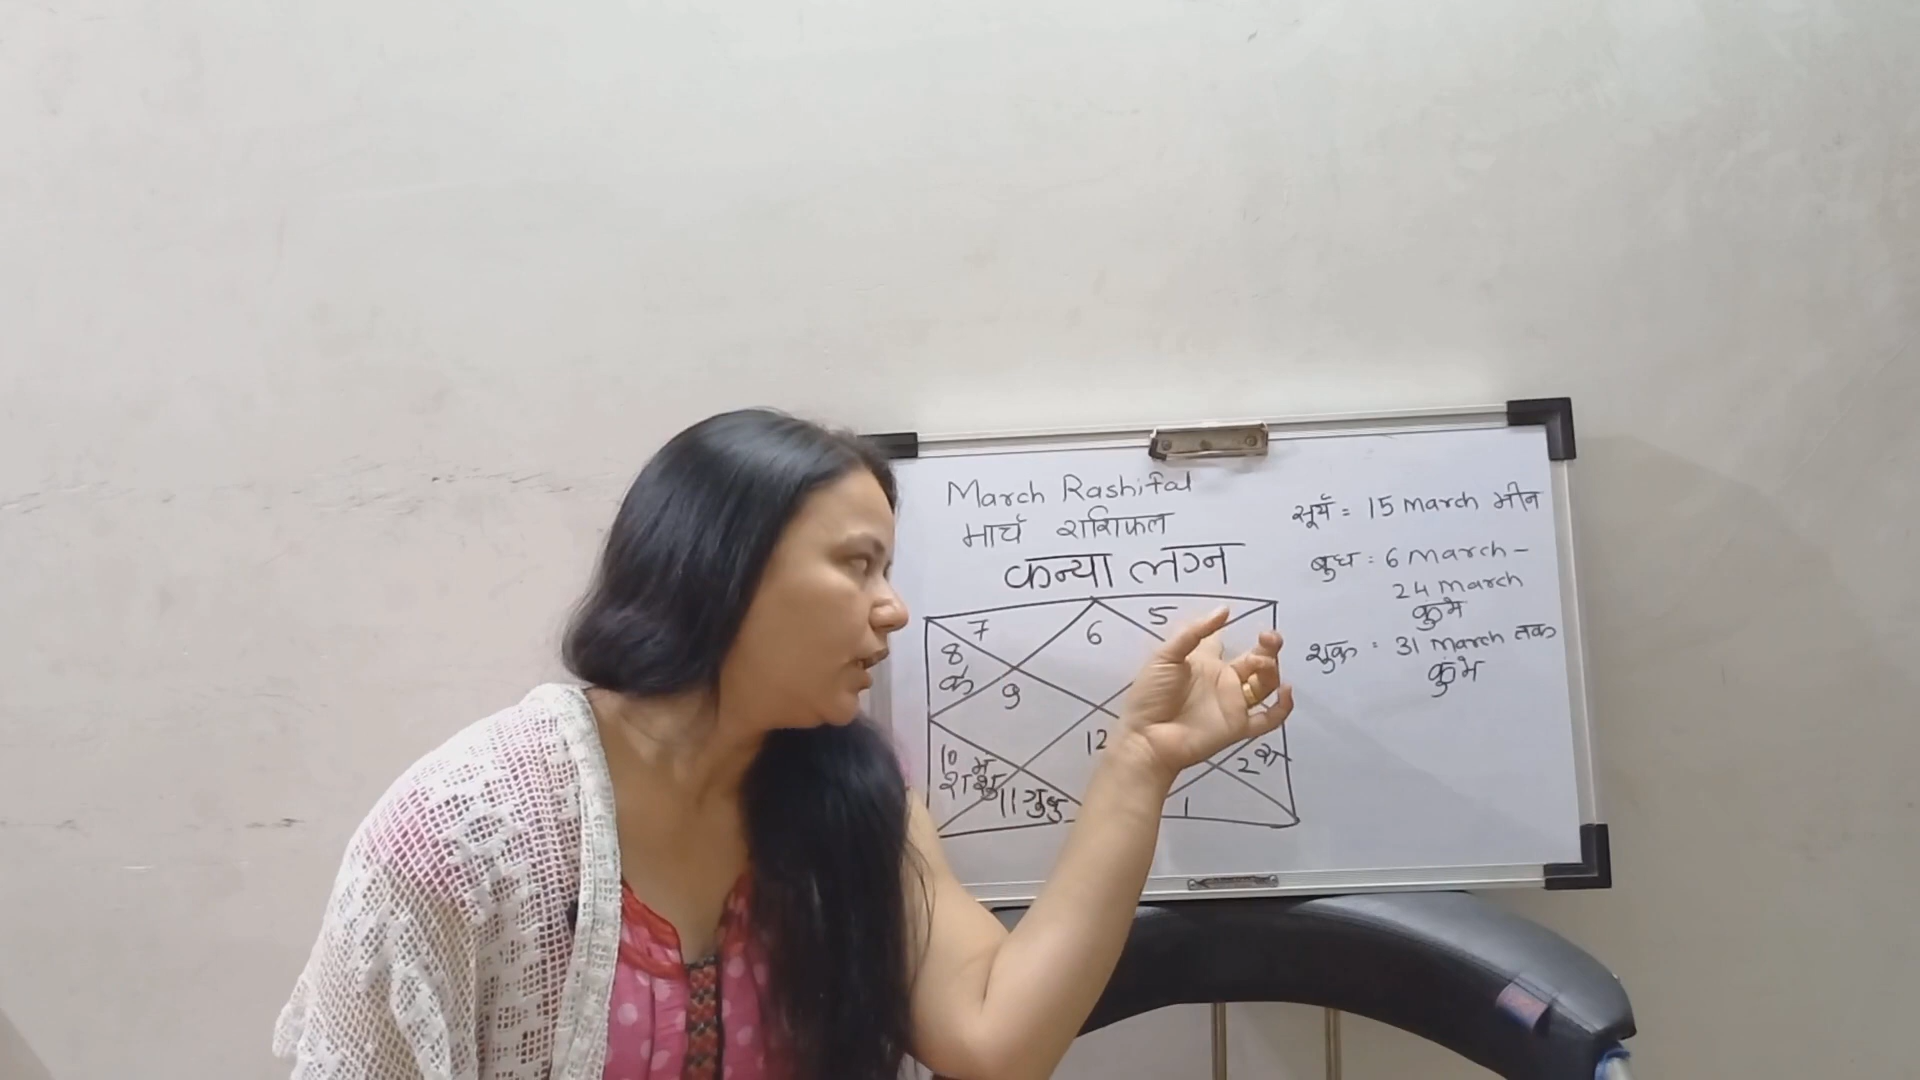 March Rashifal
मार्च राशिफल
कन्या लग्न
7
6
5
8
के
9
10 मं
श शु
11 गु बु
12
1
2 रा
सूर्य = 15 March मीन
बुध : 6 March –
24 March
कुंभ
शुक्र : 31 March तक
कुंभ